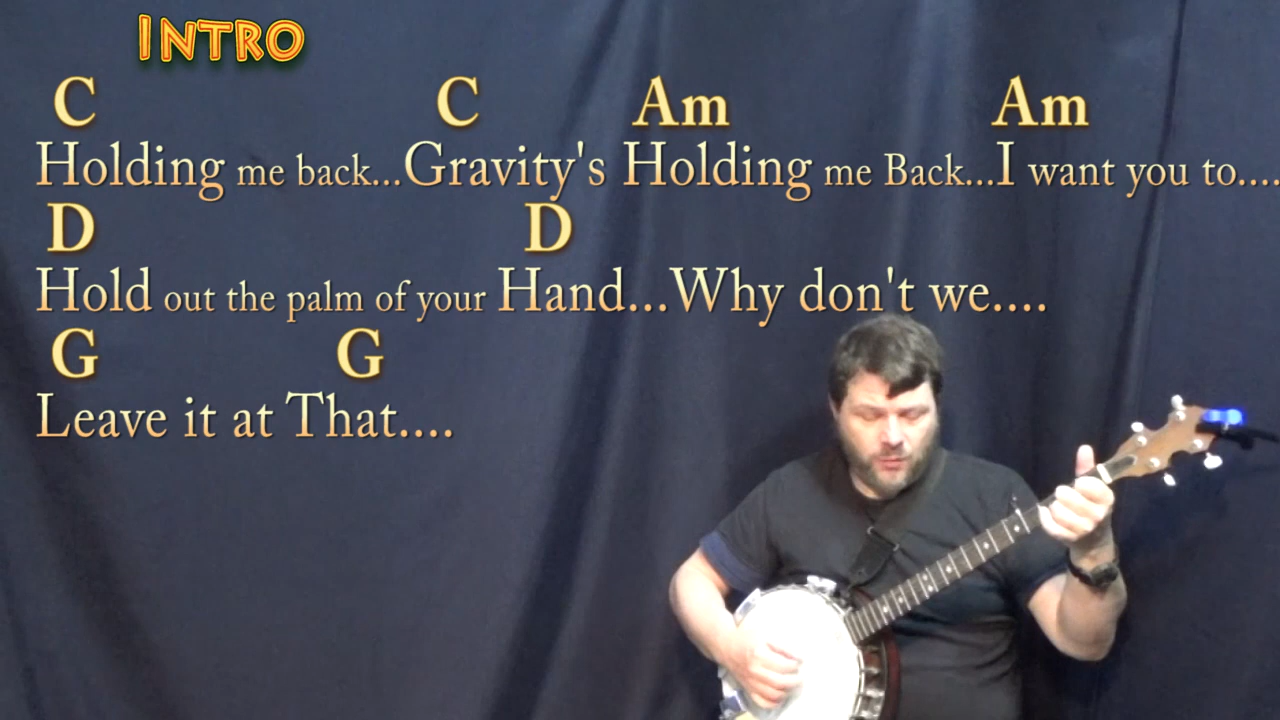 INTRO
C C Am Am
Holding me back...Gravity's Holding me Back...I want you to....
D D
Hold out the palm of your Hand...Why don't we....
G G
Leave it at That....